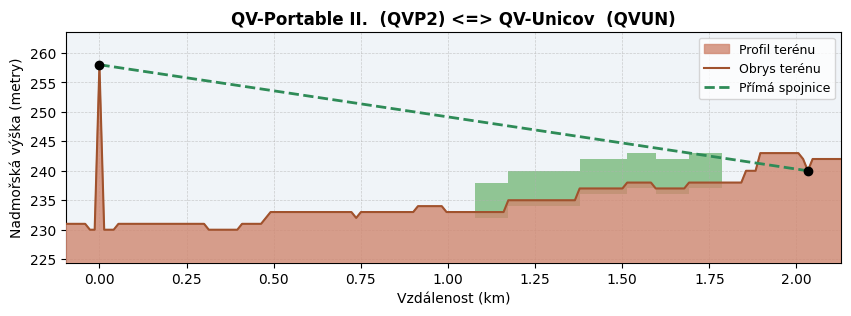 QV-Portable II.  (QVP2) <=> QV-Unicov  (QVUN)
Profil terénu
Obrys terénu
Přímá spojnice
Nadmořská výška (metry)
260
255
250
245
240
235
230
225
0.00 0.25 0.50 0.75 1.00 1.25 1.50 1.75 2.00
Vzdálenost (km)